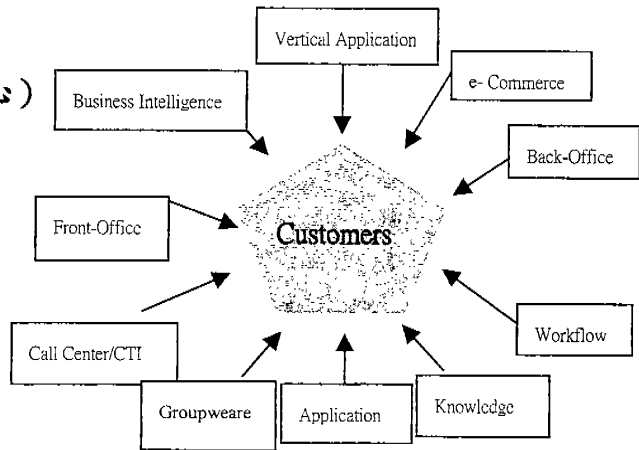 Vertical Application
e- Commerce
s)
Business Intelligence
Back-Office
Front-Office
Customers
Workflow
Call Center/CTI
Groupweare
Application
Knowledge